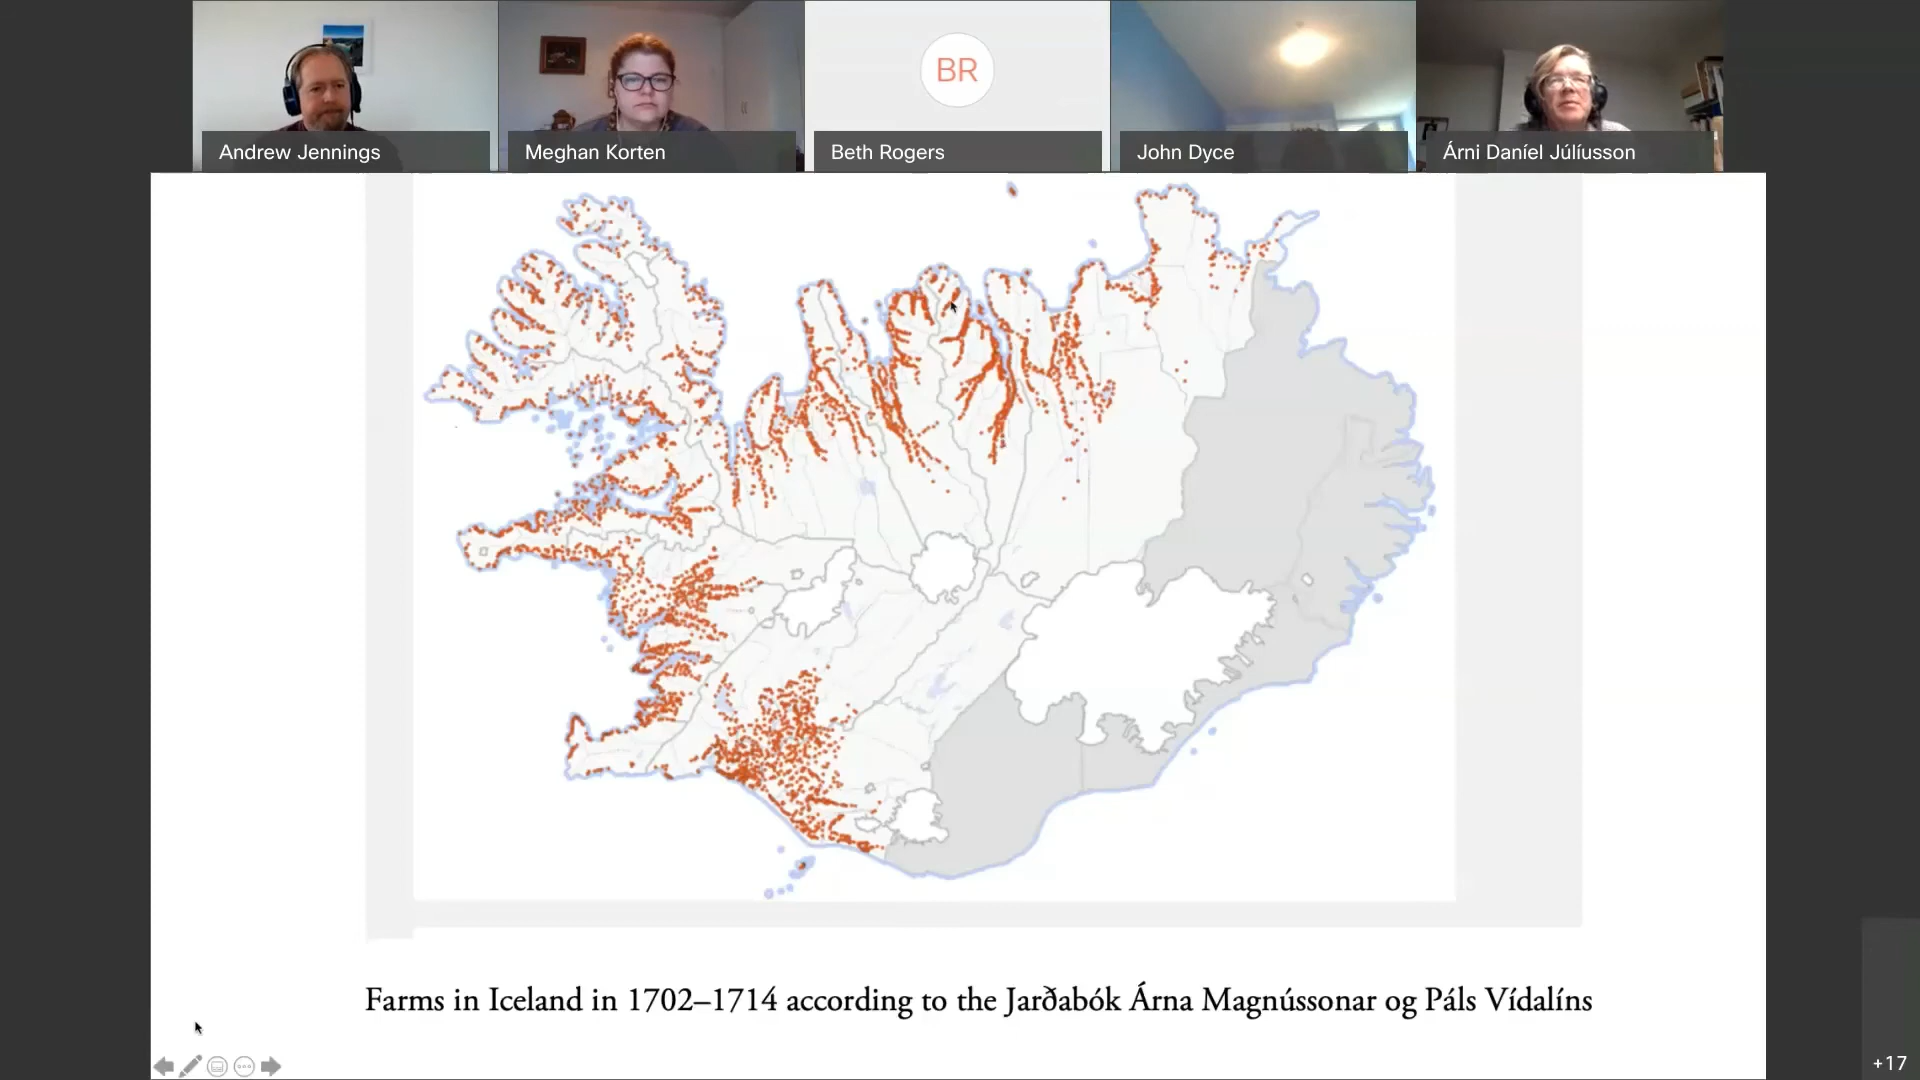 BR
Andrew Jennings
Meghan Korten
Beth Rogers
John Dyce
Árni Daníel Júlíusson
Farms in Iceland in 1702–1714 according to the Jarðabók Árna Magnússonar og Páls Vídalíns
+17